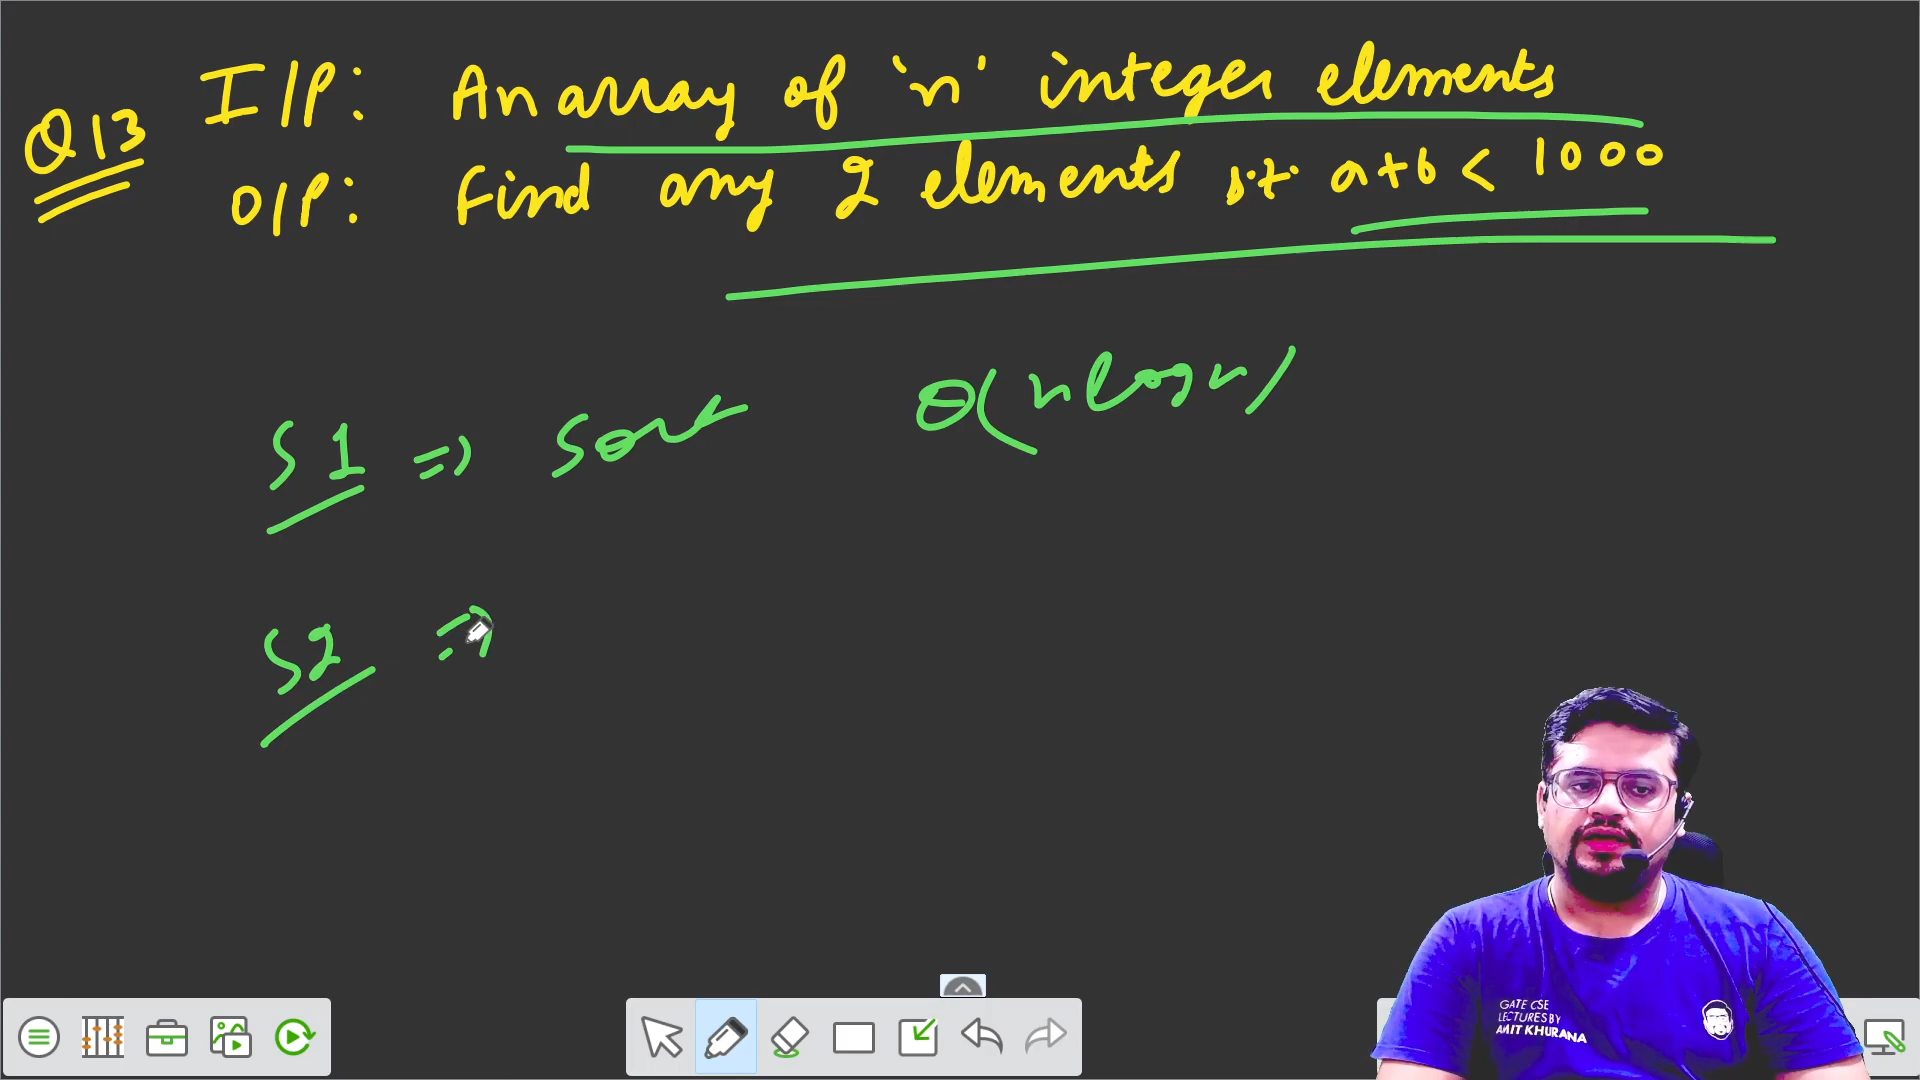 Q13 I/P: An array of 'n' integer elements
O/P: Find any 2 elements s.t. a+b < 1000
S1 => Sort θ(n log n)
S2 =>
GATE CSE
LECTURES BY
AMIT KHURANA